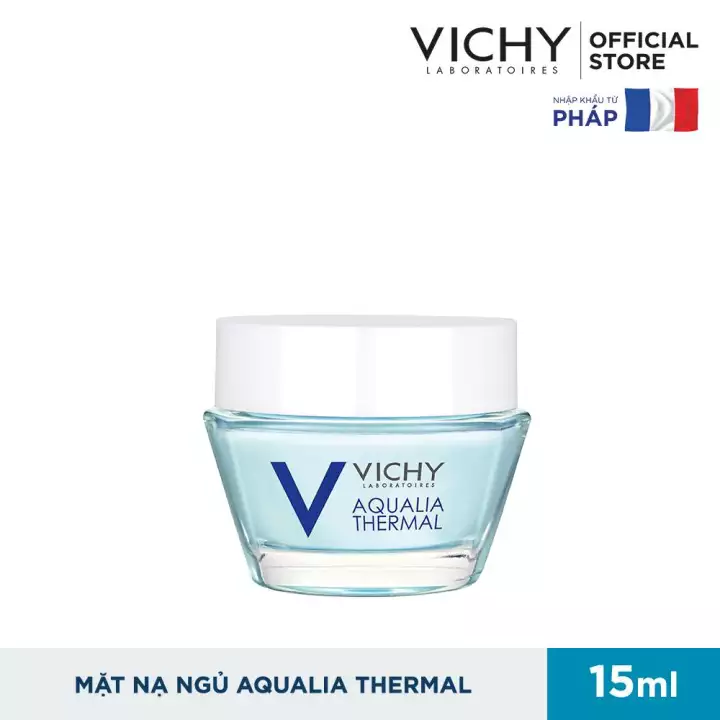 VICHY
LABORATOIRES
OFFICIAL
STORE
NHẬP KHẨU TỪ
PHÁP
V VICHY
LABORATOIRES
AQUALIA
THERMAL
MẶT NẠ NGỦ AQUALIA THERMAL
15ml